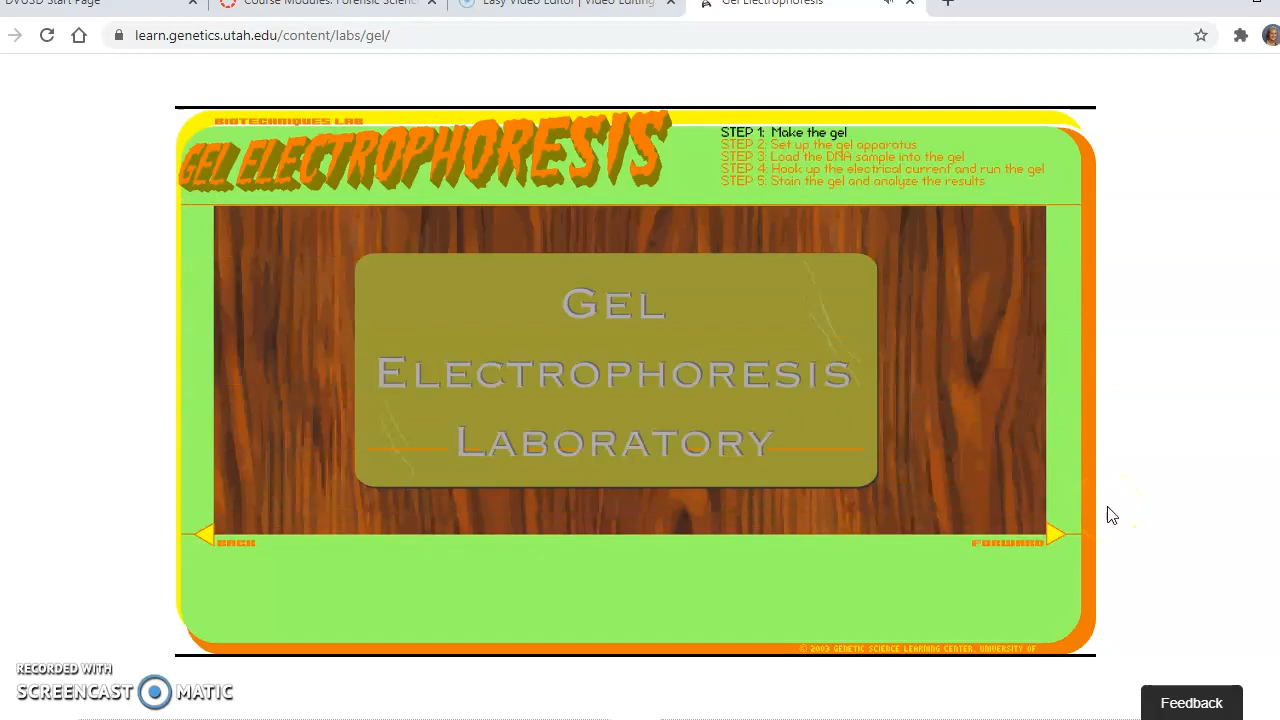 DVUSD Start Page
Course Modules: Forensic Scienc
Easy Video Editor | Video Editing
Gel Electrophoresis
learn.genetics.utah.edu/content/labs/gel/
BIOTECHNIQUES LAB
GEL ELECTROPHORESIS
STEP 1: Make the gel
STEP 2: Set up the gel apparatus
STEP 3: Load the DNA sample into the gel
STEP 4: Hook up the electrical current and run the gel
STEP 5: Stain the gel and analyze the results
GEL
ELECTROPHORESIS
LABORATORY
BACK
FORWARD
© 2003 GENETIC SCIENCE LEARNING CENTER, UNIVERSITY OF
RECORDED WITH
SCREENCAST MATIC
Feedback